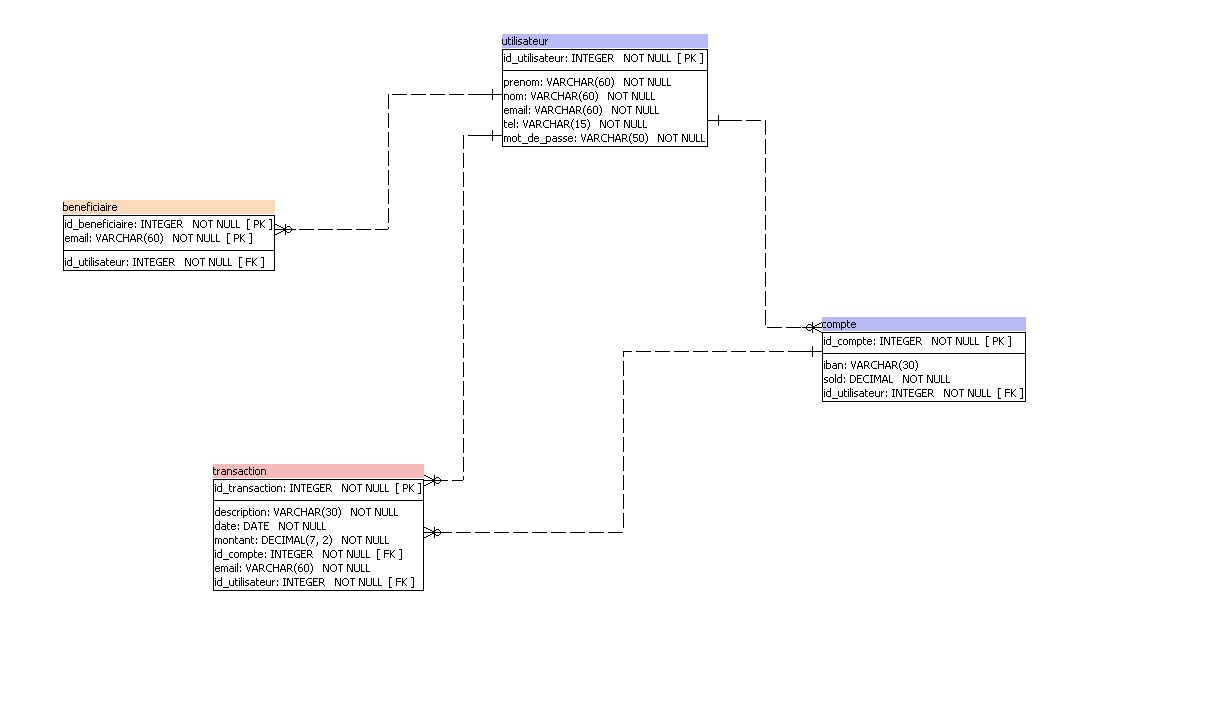 utilisateur
id_utilisateur: INTEGER NOT NULL [ PK ]
prenom: VARCHAR(60) NOT NULL
nom: VARCHAR(60) NOT NULL
email: VARCHAR(60) NOT NULL
tel: VARCHAR(15) NOT NULL
mot_de_passe: VARCHAR(50) NOT NULL
beneficiaire
id_beneficiaire: INTEGER NOT NULL [ PK ]
email: VARCHAR(60) NOT NULL [ PK ]
id_utilisateur: INTEGER NOT NULL [ FK ]
compte
id_compte: INTEGER NOT NULL [ PK ]
iban: VARCHAR(30)
sold: DECIMAL NOT NULL
id_utilisateur: INTEGER NOT NULL [ FK ]
transaction
id_transaction: INTEGER NOT NULL [ PK ]
description: VARCHAR(30) NOT NULL
date: DATE NOT NULL
montant: DECIMAL(7, 2) NOT NULL
id_compte: INTEGER NOT NULL [ FK ]
email: VARCHAR(60) NOT NULL
id_utilisateur: INTEGER NOT NULL [ FK ]